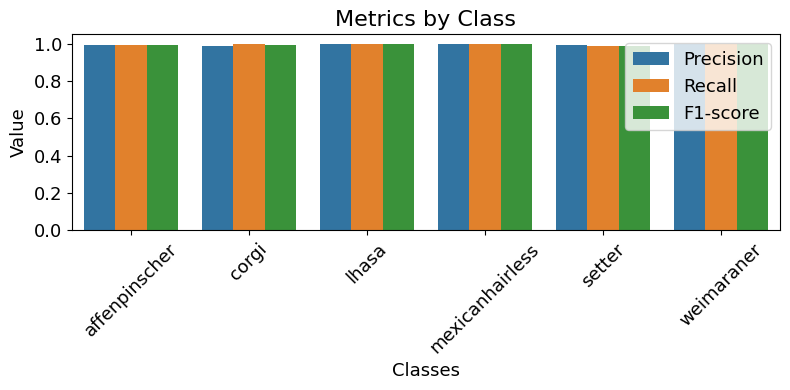 Metrics by Class
Value
1.0
0.8
0.6
0.4
0.2
0.0
Precision
Recall
F1-score
affenpinscher
corgi
lhasa
mexicanhairless
setter
weimaraner
Classes